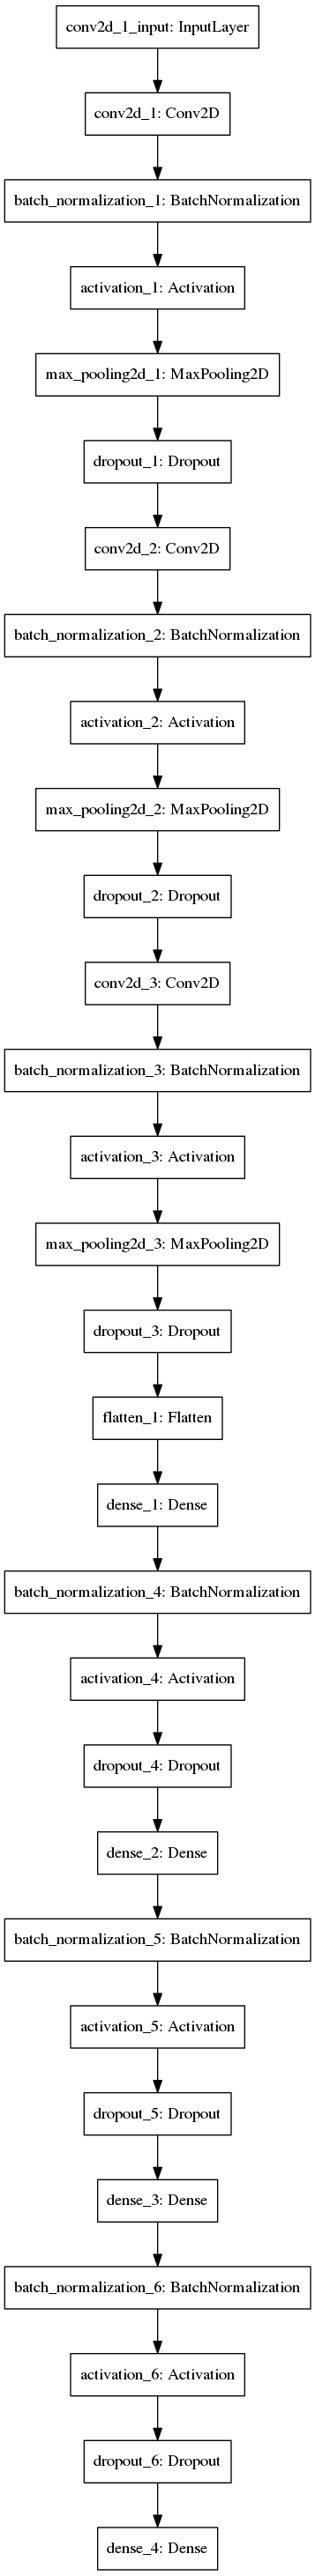 conv2d_1_input: InputLayer
conv2d_1: Conv2D
batch_normalization_1: BatchNormalization
activation_1: Activation
max_pooling2d_1: MaxPooling2D
dropout_1: Dropout
conv2d_2: Conv2D
batch_normalization_2: BatchNormalization
activation_2: Activation
max_pooling2d_2: MaxPooling2D
dropout_2: Dropout
conv2d_3: Conv2D
batch_normalization_3: BatchNormalization
activation_3: Activation
max_pooling2d_3: MaxPooling2D
dropout_3: Dropout
flatten_1: Flatten
dense_1: Dense
batch_normalization_4: BatchNormalization
activation_4: Activation
dropout_4: Dropout
dense_2: Dense
batch_normalization_5: BatchNormalization
activation_5: Activation
dropout_5: Dropout
dense_3: Dense
batch_normalization_6: BatchNormalization
activation_6: Activation
dropout_6: Dropout
dense_4: Dense